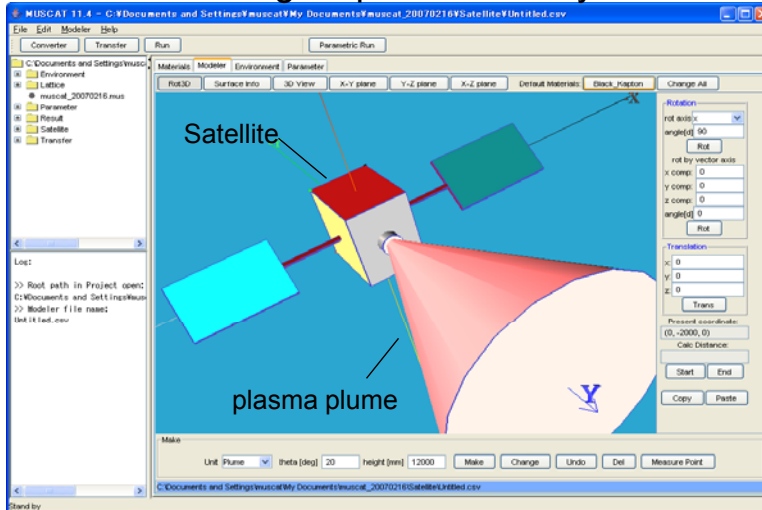 MUSCAT 11.4 - C:¥Documents and Settings¥muscat¥My Documents¥muscat_20070216¥Satellite¥Untitled.csv
File Edit Modeler Help
Converter Transfer Run Parametric Run
C:¥Documents and Settings¥musc
Environment
Lattice
muscat_20070216.mus
Parameter
Result
Satellite
Transfer
Log:
>> Root path in Project open:
C:¥Documents and Settings¥mus
>> Modeler file name:
Untitled.csv
Materials Modeler Environment Parameter
Rot3D Surface Info 3D View X-Y plane Y-Z plane X-Z plane Default Materials: Black_Kapton Change All
X
Satellite
plasma plume
Y
Rotation
rot axis: x
angle[d] 90
Rot
rot by vector axis
x comp: 0
y comp: 0
z comp: 0
angle[d] 0
Rot
Translation
x: 0
y: 0
z: 0
Trans
Present coordinate:
(0, -2000, 0)
Calc Distance:
Start End
Copy Paste
Make
Unit Plume theta [deg] 20 height [mm] 12000 Make Change Undo Del Measure Point
C:¥Documents and Settings¥muscat¥My Documents¥muscat_20070216¥Satellite¥Untitled.csv
Stand by